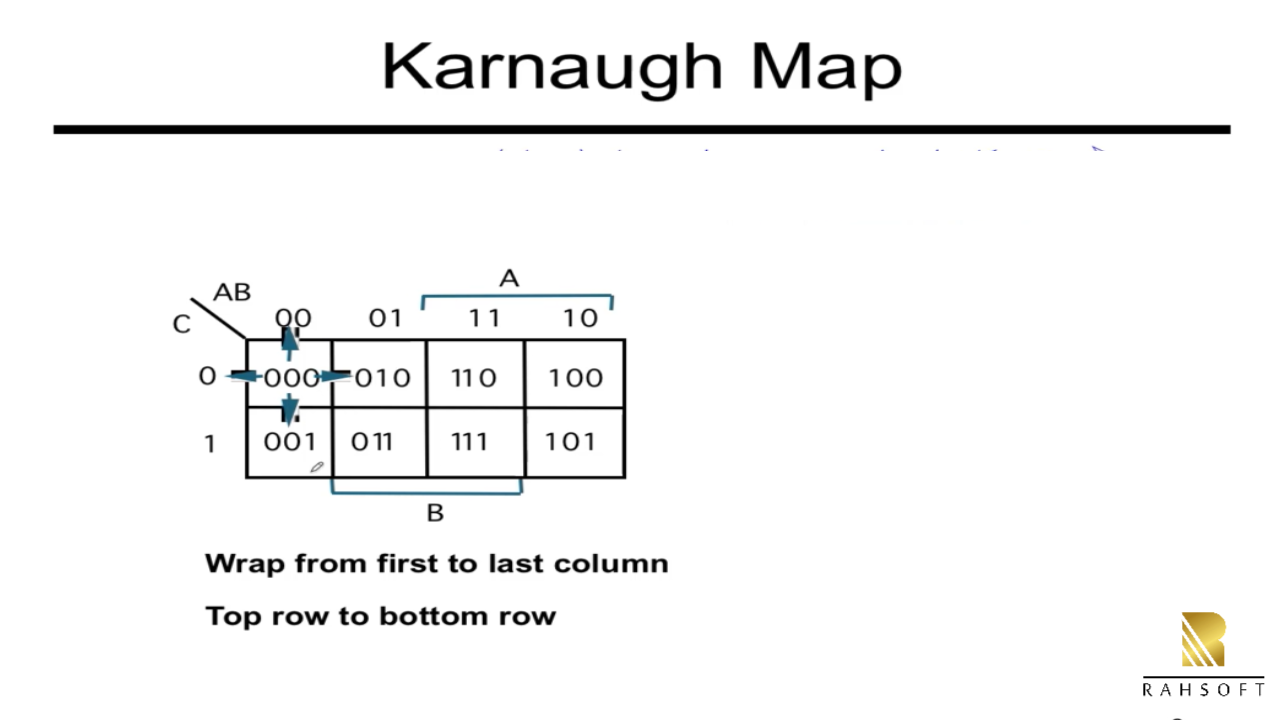 Karnaugh Map
A
AB
C
00 01 11 10
0 000 010 110 100
1 001 011 111 101
B
Wrap from first to last column
Top row to bottom row
RAHSOFT